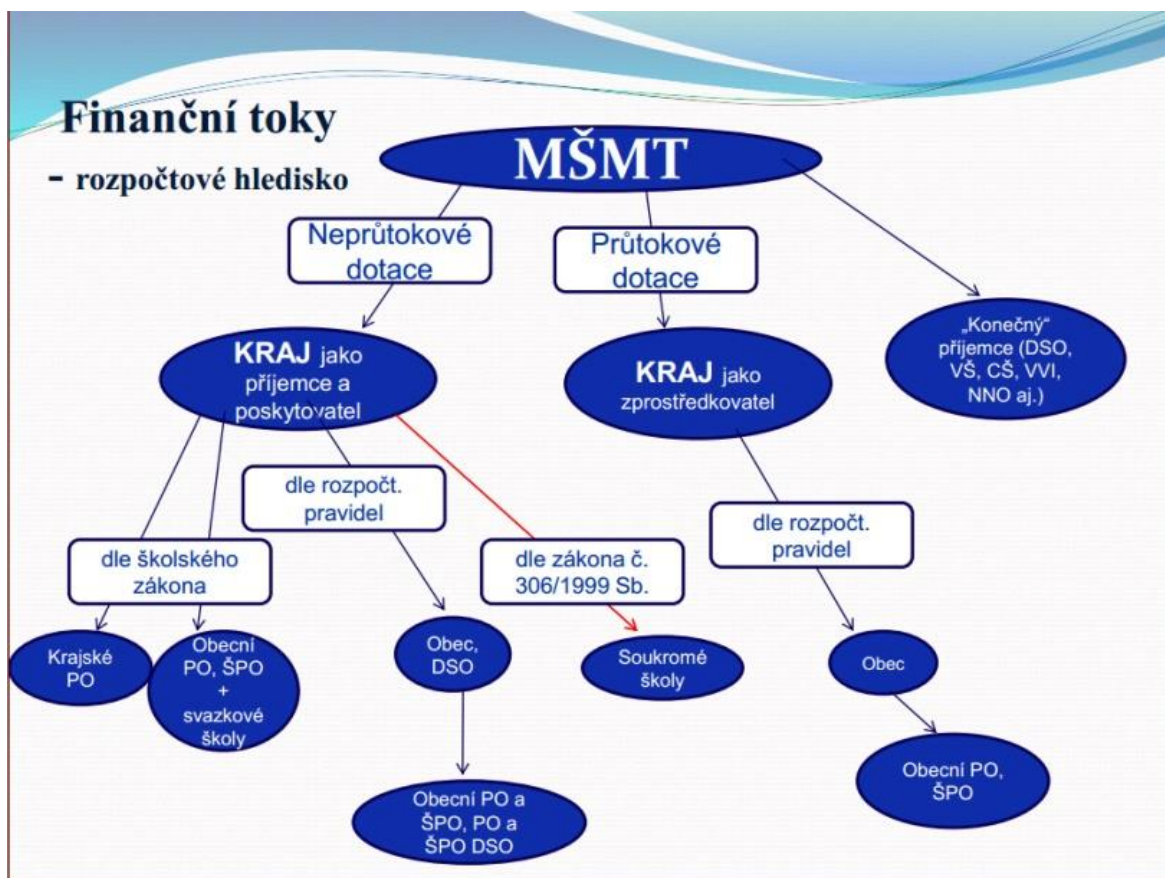 Finanční toky
- rozpočtové hledisko
MŠMT
Neprůtokové
dotace
Průtokové
dotace
„Konečný“
příjemce (DSO,
VŠ, CŠ, VVI,
NNO aj.)
KRAJ jako
příjemce a
poskytovatel
KRAJ jako
zprostředkovatel
dle rozpočt.
pravidel
dle školského
zákona
dle zákona č.
306/1999 Sb.
dle rozpočt.
pravidel
Krajské
PO
Obecní
PO, ŠPO
+
svazkové
školy
Obec,
DSO
Soukromé
školy
Obec
Obecní PO a
ŠPO, PO a
ŠPO DSO
Obecní PO,
ŠPO